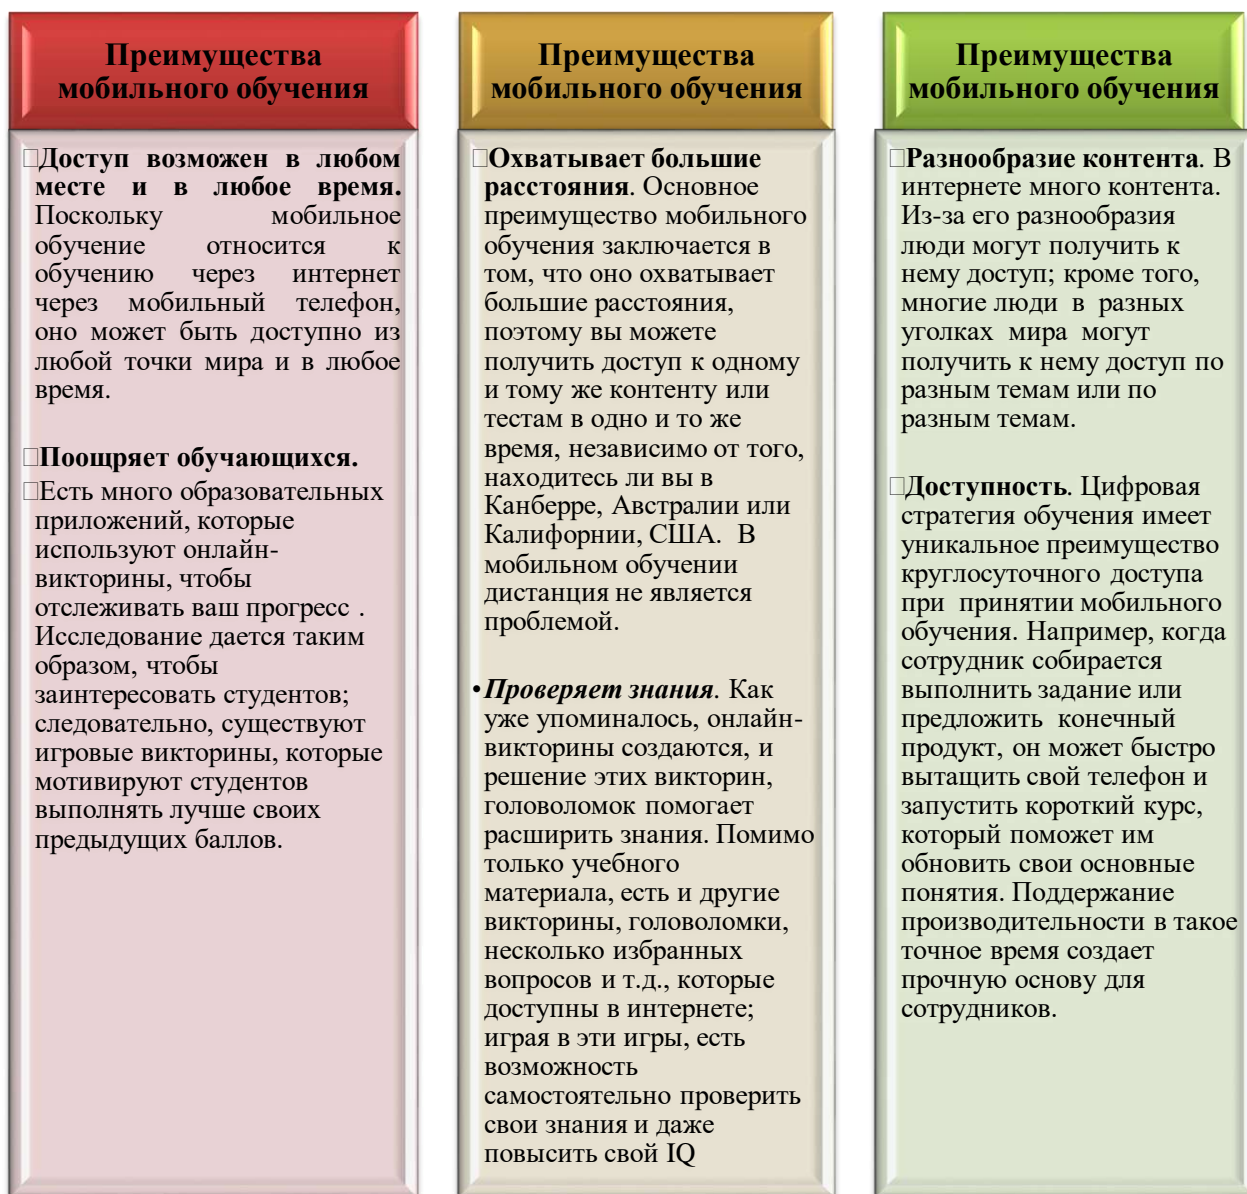 Преимущества
мобильного обучения
□Доступ возможен в любом
место и в любое время.
Поскольку мобильное
обучение относится к
обучению через интернет
через мобильный телефон,
оно может быть доступно из
любой точки мира и в любое
время.
□Поощряет обучающихся.
□Есть много образовательных
приложений, которые
используют онлайн-
викторины, чтобы
отслеживать ваш прогресс .
Исследование дается таким
образом, чтобы
заинтересовать студентов;
следовательно, существуют
игровые викторины, которые
мотивируют студентов
выполнять лучше своих
предыдущих баллов.
Преимущества
мобильного обучения
□Охватывает большие
расстояния. Основное
преимущество мобильного
обучения заключается в
том, что оно охватывает
большие расстояния,
поэтому вы можете
получить доступ к одному
и тому же контенту или
тестам в одно и то же
время, независимо от того,
находитесь ли вы в
Канберре, Австралии или
Калифорнии, США. В
мобильном обучении
дистанция не является
проблемой.
•Проверяет знания. Как
уже упоминалось, онлайн-
викторины создаются, и
решение этих викторин,
головоломок помогает
расширить знания. Помимо
только учебного
материала, есть и другие
викторины, головоломки,
несколько избранных
вопросов и т.д., которые
доступны в интернете;
играя в эти игры, есть
возможность
самостоятельно проверить
свои знания и даже
повысить свой IQ
Преимущества
мобильного обучения
□Разнообразие контента. В
интернете много контента.
Из-за его разнообразия
люди могут получить к
нему доступ; кроме того,
многие люди в разных
уголках мира могут
получить к нему доступ по
разным темам или по
разным темам.
□Доступность. Цифровая
стратегия обучения имеет
уникальное преимущество
круглосуточного доступа
при принятии мобильного
обучения. Например, когда
сотрудник собирается
выполнить задание или
предложить конечный
продукт, он может быстро
вытащить свой телефон и
запустить короткий курс,
который поможет им
обновить свои основные
понятия. Поддержание
производительности в такое
точное время создает
прочную основу для
сотрудников.